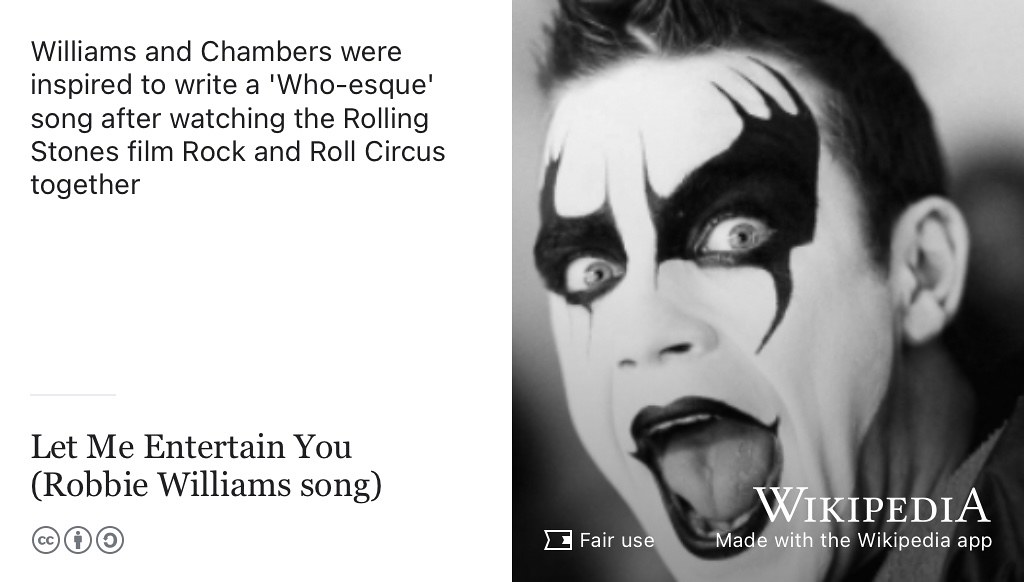 Williams and Chambers were
inspired to write a 'Who-esque'
song after watching the Rolling
Stones film Rock and Roll Circus
together
Let Me Entertain You
(Robbie Williams song)
cc
WIKIPEDIA
Fair use
Made with the Wikipedia app